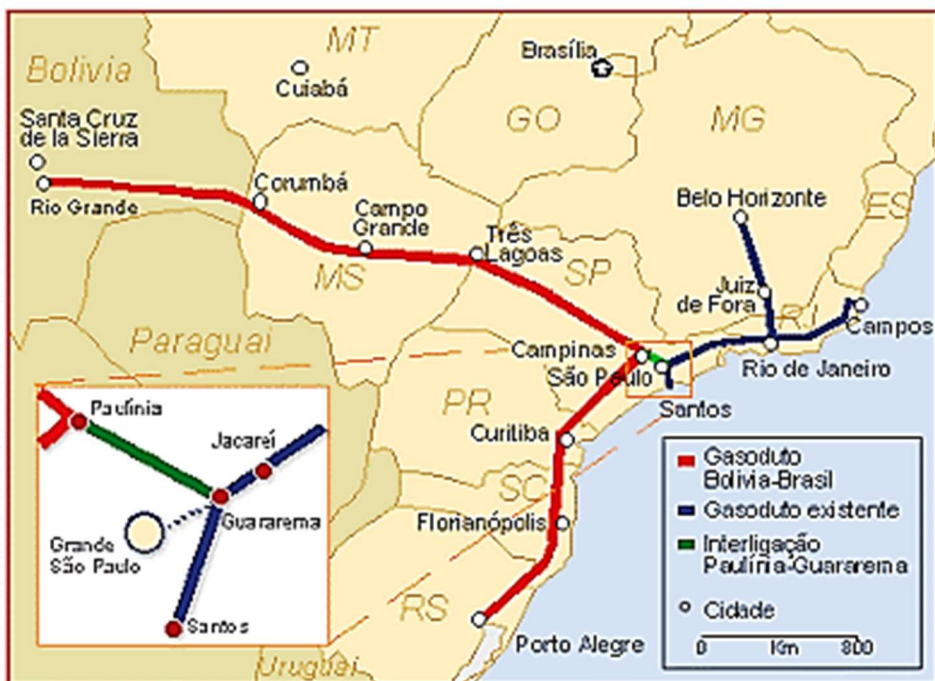 MT
Brasília
Bolivia
Cuiabá
GO
MG
Santa Cruz
de la Sierra
Rio Grande
Corumbá
Campo
Grande
Belo Horizonte
ES
Três
Lagoas
MS
SP
Juiz
de Fora
Campos
Paraguai
Campinas
São Paulo
Rio de Janeiro
Santos
PR
Curitiba
SC
Florianópolis
RS
Porto Alegre
Uruguai
Paulínia
Jacareí
Guararema
Grande
São Paulo
Santos
Gasoduto
Bolivia-Brasil
Gasoduto existente
Interligação
Paulínia-Guararema
Cidade
0 Km 800